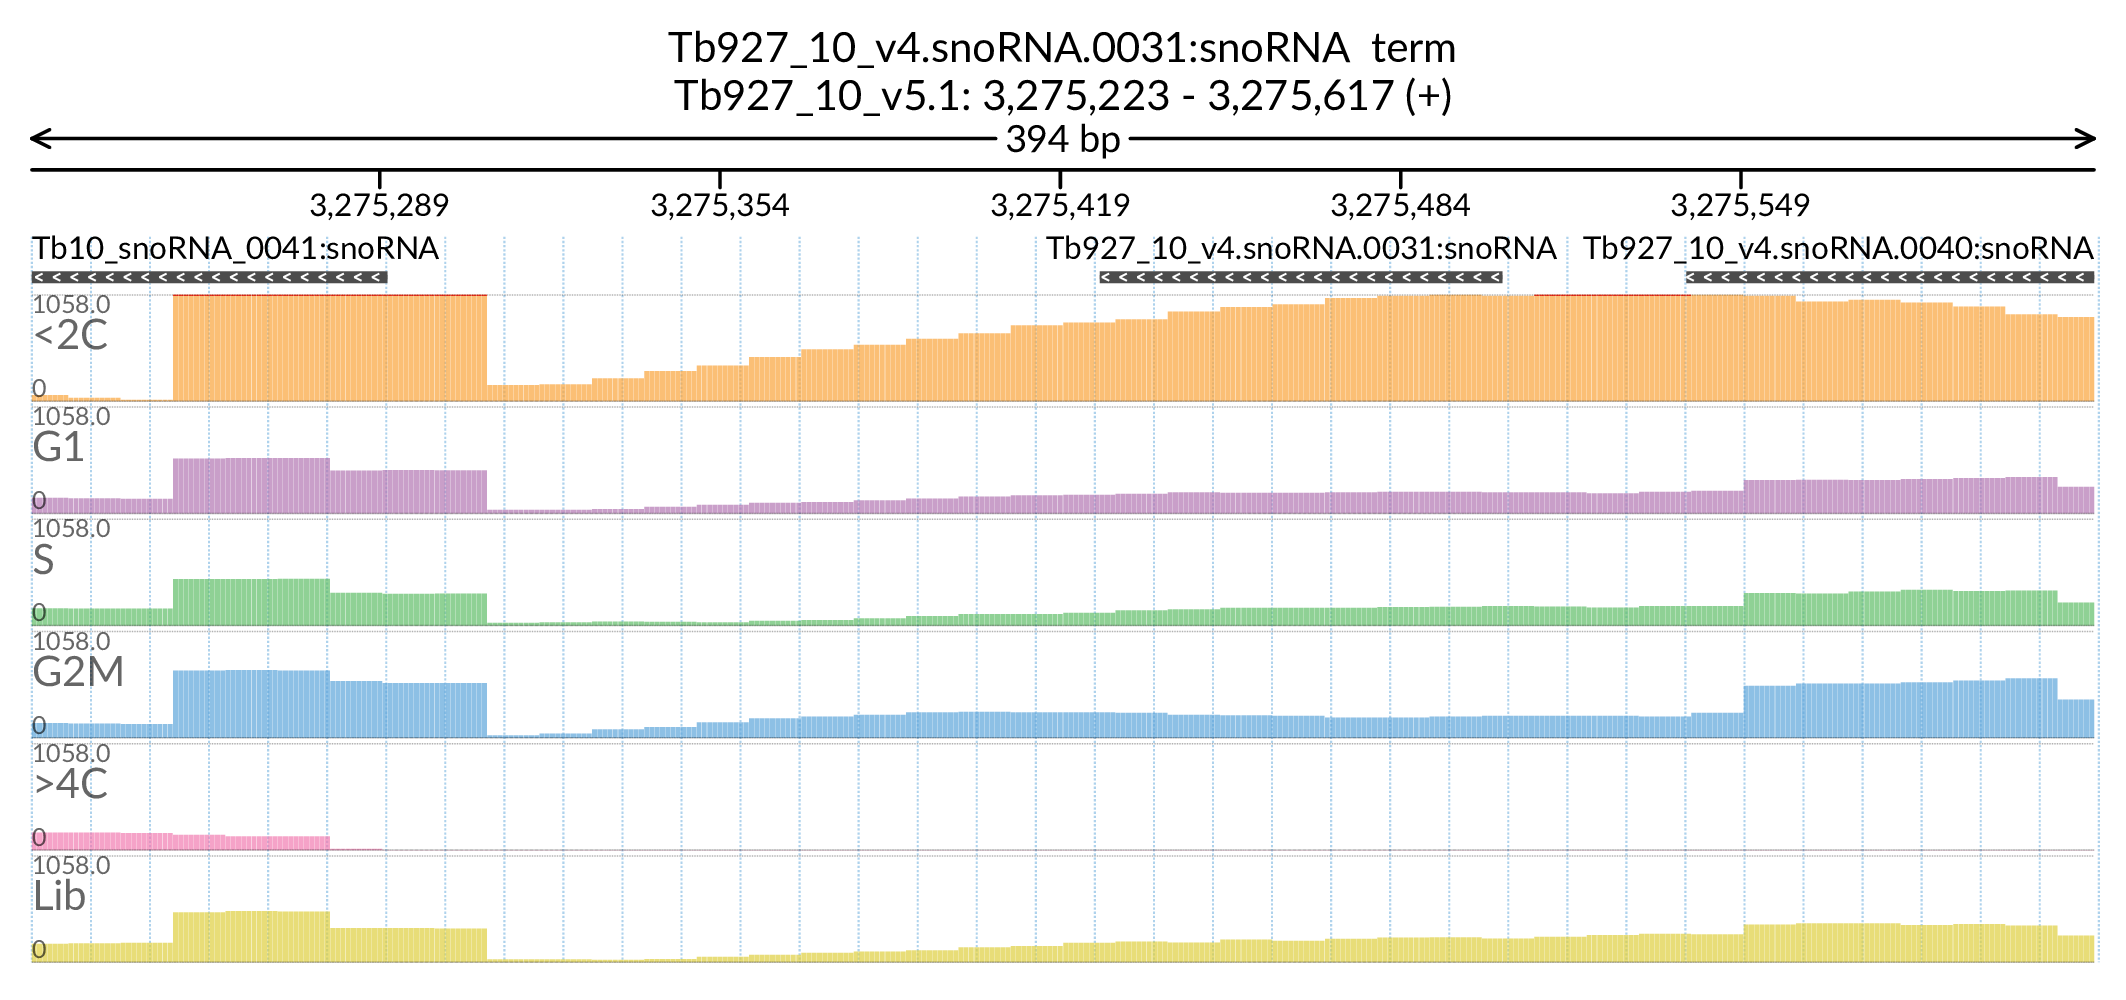 Tb927_10_v4.snoRNA.0031:snoRNA term
Tb927_10_v5.1: 3,275,223 - 3,275,617 (+)
394 bp
3,275,289 3,275,354 3,275,419 3,275,484 3,275,549
Tb10_snoRNA_0041:snoRNA Tb927_10_v4.snoRNA.0031:snoRNA Tb927_10_v4.snoRNA.0040:snoRNA
1058.0
<2C
0
1058.0
G1
0
1058.0
S
0
1058.0
G2M
0
1058.0
>4C
0
1058.0
Lib
0